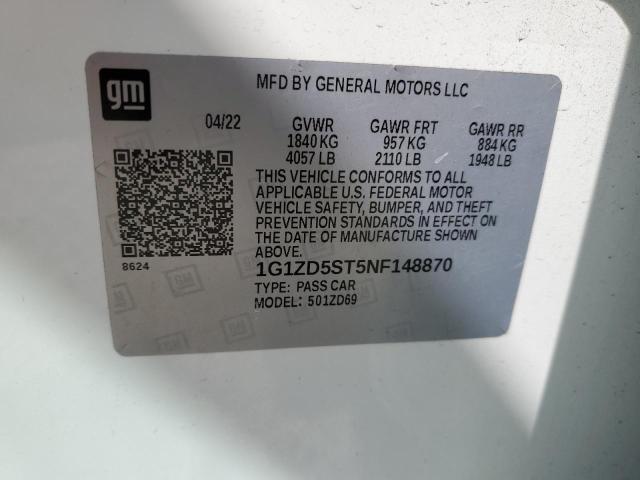 gm
MFD BY GENERAL MOTORS LLC
04/22 GVWR GAWR FRT GAWR RR
1840 KG 957 KG 884 KG
4057 LB 2110 LB 1948 LB
THIS VEHICLE CONFORMS TO ALL
APPLICABLE U.S. FEDERAL MOTOR
VEHICLE SAFETY, BUMPER, AND THEFT
PREVENTION STANDARDS IN EFFECT ON
THE DATE OF MANUFACTURE SHOWN
ABOVE.
8624
1G1ZD5ST5NF148870
TYPE: PASS CAR
MODEL: 501ZD69